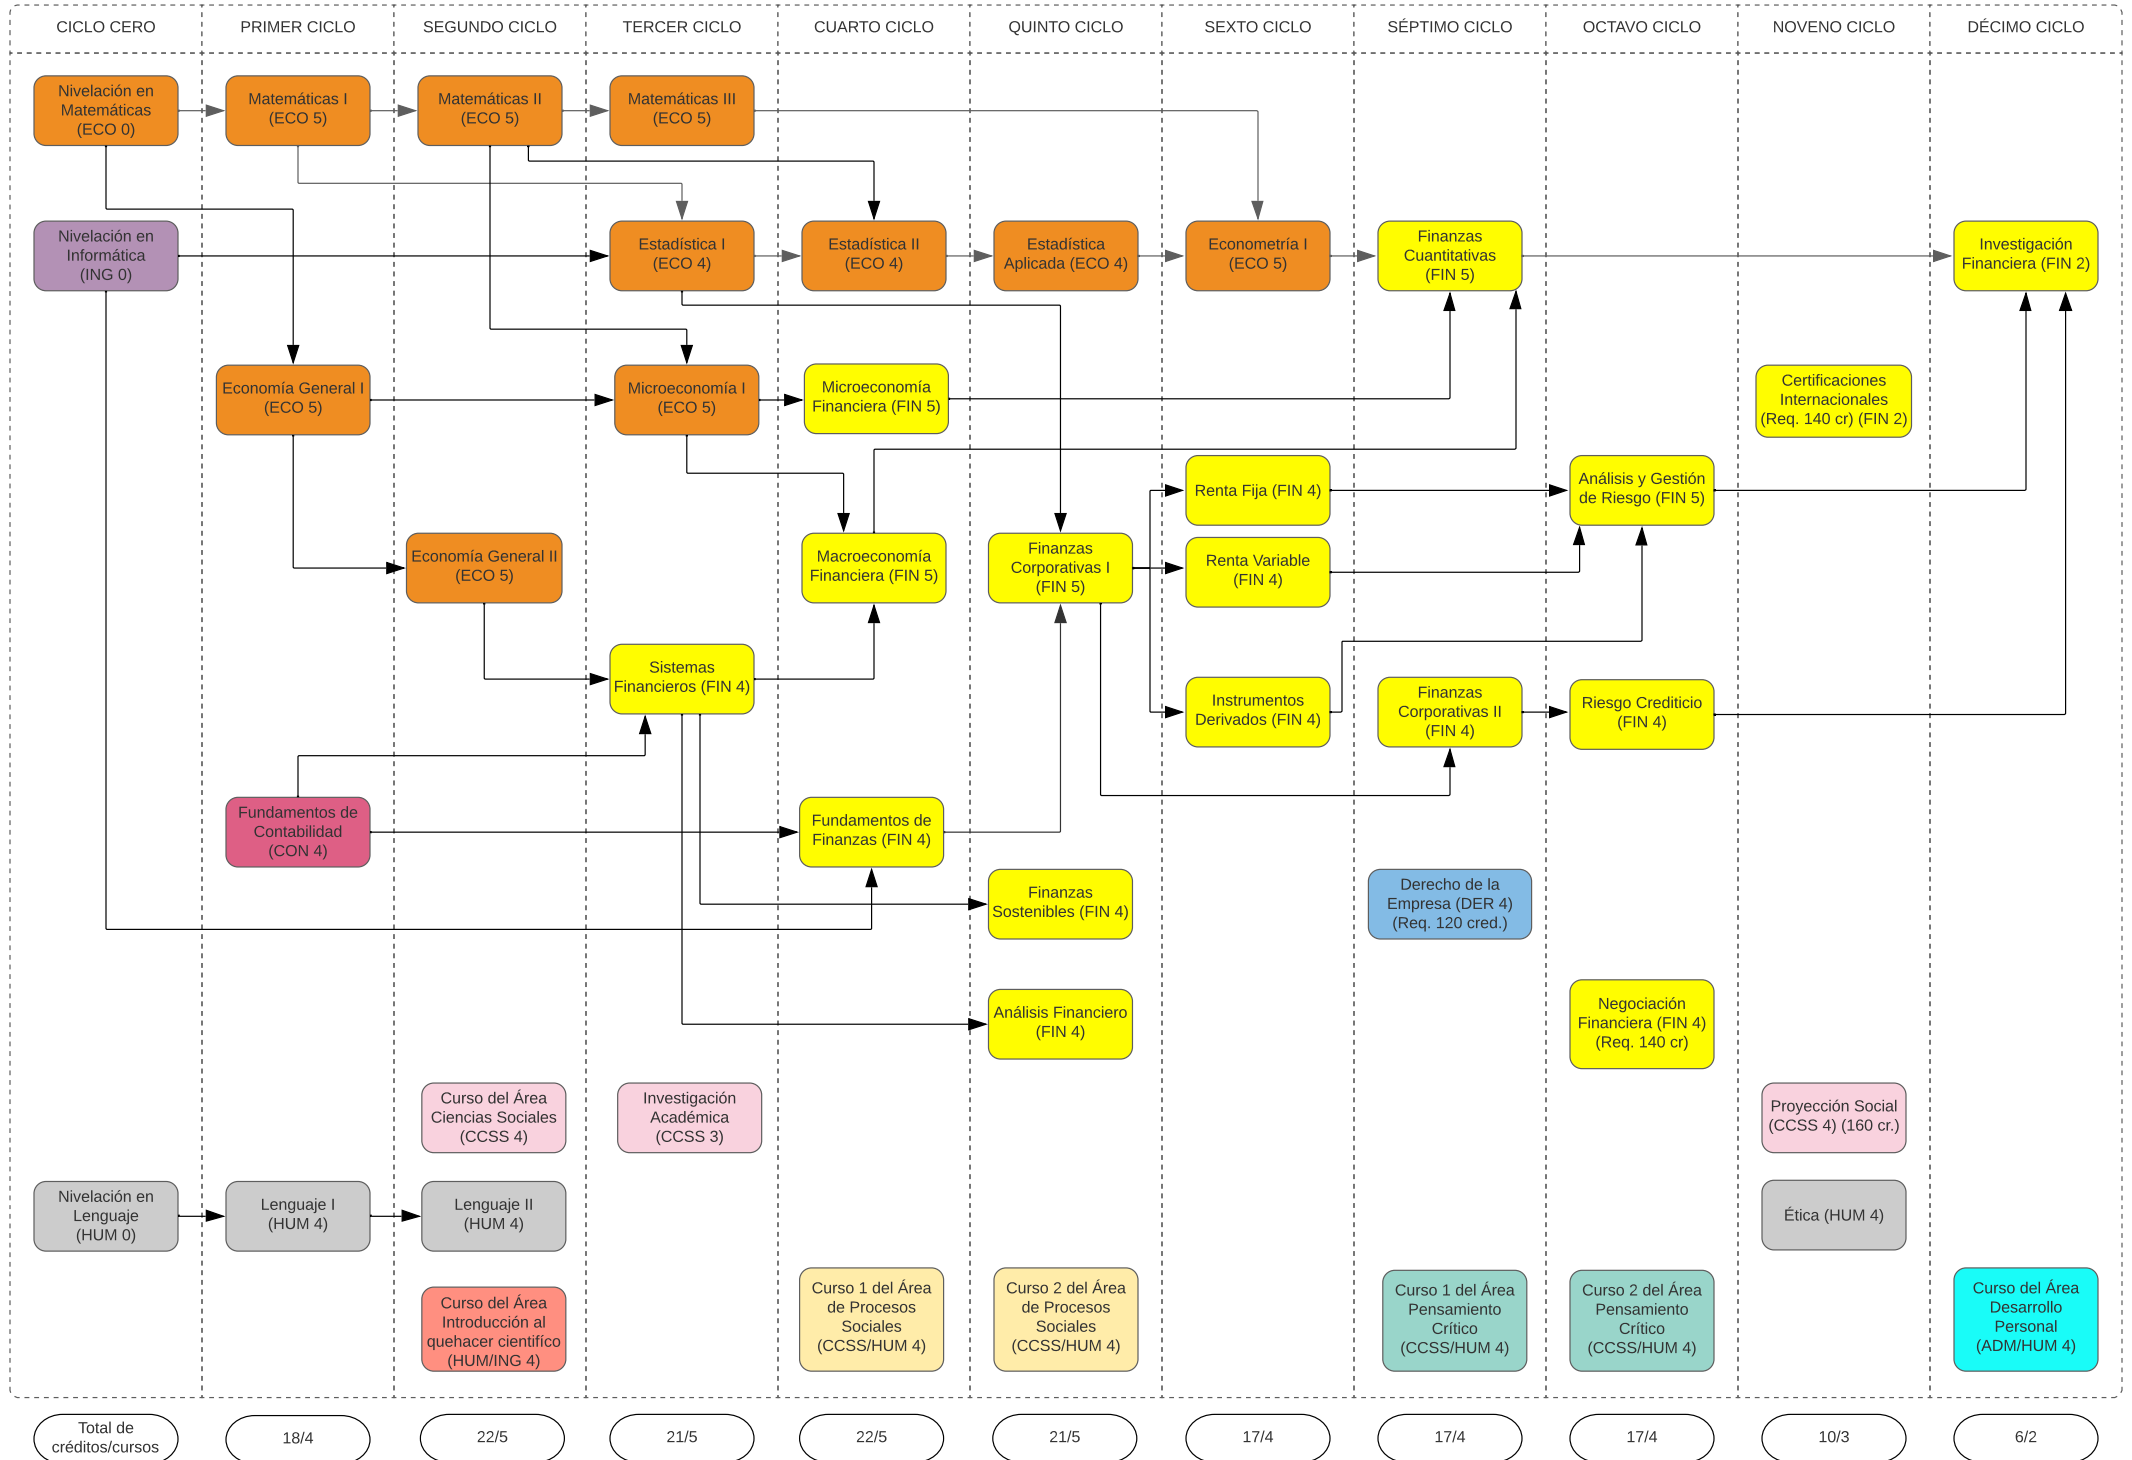 CICLO CERO
PRIMER CICLO
SEGUNDO CICLO
TERCER CICLO
CUARTO CICLO
QUINTO CICLO
SEXTO CICLO
SÉPTIMO CICLO
OCTAVO CICLO
NOVENO CICLO
DÉCIMO CICLO
Nivelación en
Matemáticas
(ECO 0)
Matemáticas I
(ECO 5)
Matemáticas II
(ECO 5)
Matemáticas III
(ECO 5)
Nivelación en
Informática
(ING 0)
Estadística I
(ECO 4)
Estadística II
(ECO 4)
Estadística
Aplicada (ECO 4)
Econometría I
(ECO 5)
Finanzas
Cuantitativas
(FIN 5)
Investigación
Financiera (FIN 2)
Economía General I
(ECO 5)
Microeconomía I
(ECO 5)
Microeconomía
Financiera (FIN 5)
Certificaciones
Internacionales
(Req. 140 cr) (FIN 2)
Renta Fija (FIN 4)
Análisis y Gestión
de Riesgo (FIN 5)
Economía General II
(ECO 5)
Macroeconomía
Financiera (FIN 5)
Finanzas
Corporativas I
(FIN 5)
Renta Variable
(FIN 4)
Sistemas
Financieros (FIN 4)
Instrumentos
Derivados (FIN 4)
Finanzas
Corporativas II
(FIN 4)
Riesgo Crediticio
(FIN 4)
Fundamentos de
Contabilidad
(CON 4)
Fundamentos de
Finanzas (FIN 4)
Finanzas
Sostenibles (FIN 4)
Derecho de la
Empresa (DER 4)
(Req. 120 cred.)
Análisis Financiero
(FIN 4)
Negociación
Financiera (FIN 4)
(Req. 140 cr)
Curso del Área
Ciencias Sociales
(CCSS 4)
Investigación
Académica
(CCSS 3)
Proyección Social
(CCSS 4) (160 cr.)
Nivelación en
Lenguaje
(HUM 0)
Lenguaje I
(HUM 4)
Lenguaje II
(HUM 4)
Ética (HUM 4)
Curso del Área
Introducción al
quehacer cientifíco
(HUM/ING 4)
Curso 1 del Área
de Procesos
Sociales
(CCSS/HUM 4)
Curso 2 del Área
de Procesos
Sociales
(CCSS/HUM 4)
Curso 1 del Área
Pensamiento
Crítico
(CCSS/HUM 4)
Curso 2 del Área
Pensamiento
Crítico
(CCSS/HUM 4)
Curso del Área
Desarrollo
Personal
(ADM/HUM 4)
Total de
créditos/cursos
18/4
22/5
21/5
22/5
21/5
17/4
17/4
17/4
10/3
6/2